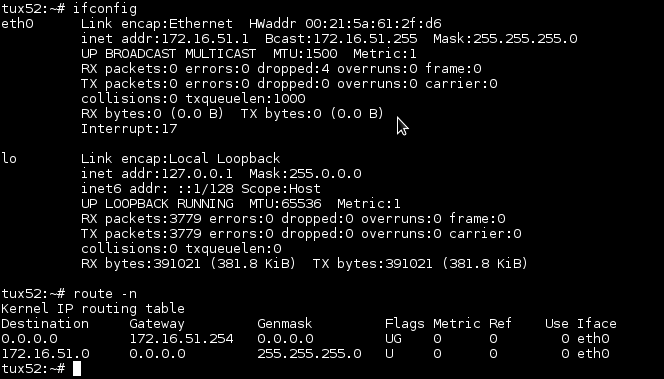 tux52:~# ifconfig
eth0      Link encap:Ethernet  HWaddr 00:21:5a:61:2f:d6
          inet addr:172.16.51.1  Bcast:172.16.51.255  Mask:255.255.255.0
          UP BROADCAST MULTICAST  MTU:1500  Metric:1
          RX packets:0 errors:0 dropped:4 overruns:0 frame:0
          TX packets:0 errors:0 dropped:0 overruns:0 carrier:0
          collisions:0 txqueuelen:1000
          RX bytes:0 (0.0 B)  TX bytes:0 (0.0 B)
          Interrupt:17
lo        Link encap:Local Loopback
          inet addr:127.0.0.1  Mask:255.0.0.0
          inet6 addr: ::1/128 Scope:Host
          UP LOOPBACK RUNNING  MTU:65536  Metric:1
          RX packets:3779 errors:0 dropped:0 overruns:0 frame:0
          TX packets:3779 errors:0 dropped:0 overruns:0 carrier:0
          collisions:0 txqueuelen:0
          RX bytes:391021 (381.8 KiB)  TX bytes:391021 (381.8 KiB)
tux52:~# route -n
Kernel IP routing table
Destination     Gateway         Genmask         Flags Metric Ref    Use Iface
0.0.0.0         172.16.51.254   0.0.0.0         UG    0      0        0 eth0
172.16.51.0     0.0.0.0         255.255.255.0   U     0      0        0 eth0
tux52:~#